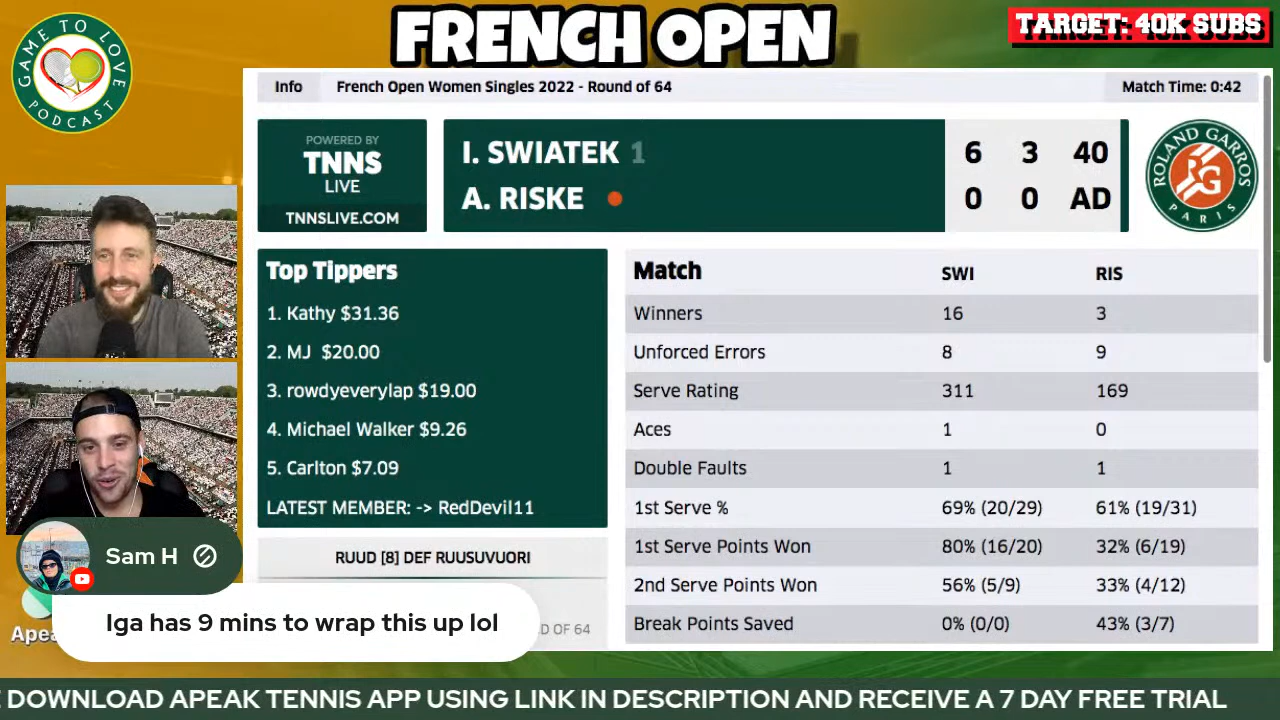 FRENCH OPEN
TARGET: 40K SUBS
GAME TO LOVE
PODCAST
Info French Open Women Singles 2022 - Round of 64 Match Time: 0:42
POWERED BY
TNNS
LIVE
TNNSLIVE.COM
I. SWIATEK 1 6 3 40
A. RISKE 0 0 AD
ROLAND GARROS
RG
PARIS
Top Tippers
1. Kathy $31.36
2. MJ $20.00
3. rowdyeverylap $19.00
4. Michael Walker $9.26
5. Carlton $7.09
LATEST MEMBER: -> RedDevil11
RUUD [8] DEF RUUSUVUORI
D OF 64
Match SWI RIS
Winners 16 3
Unforced Errors 8 9
Serve Rating 311 169
Aces 1 0
Double Faults 1 1
1st Serve % 69% (20/29) 61% (19/31)
1st Serve Points Won 80% (16/20) 32% (6/19)
2nd Serve Points Won 56% (5/9) 33% (4/12)
Break Points Saved 0% (0/0) 43% (3/7)
Sam H
Iga has 9 mins to wrap this up lol
Apea
DOWNLOAD APEAK TENNIS APP USING LINK IN DESCRIPTION AND RECEIVE A 7 DAY FREE TRIAL